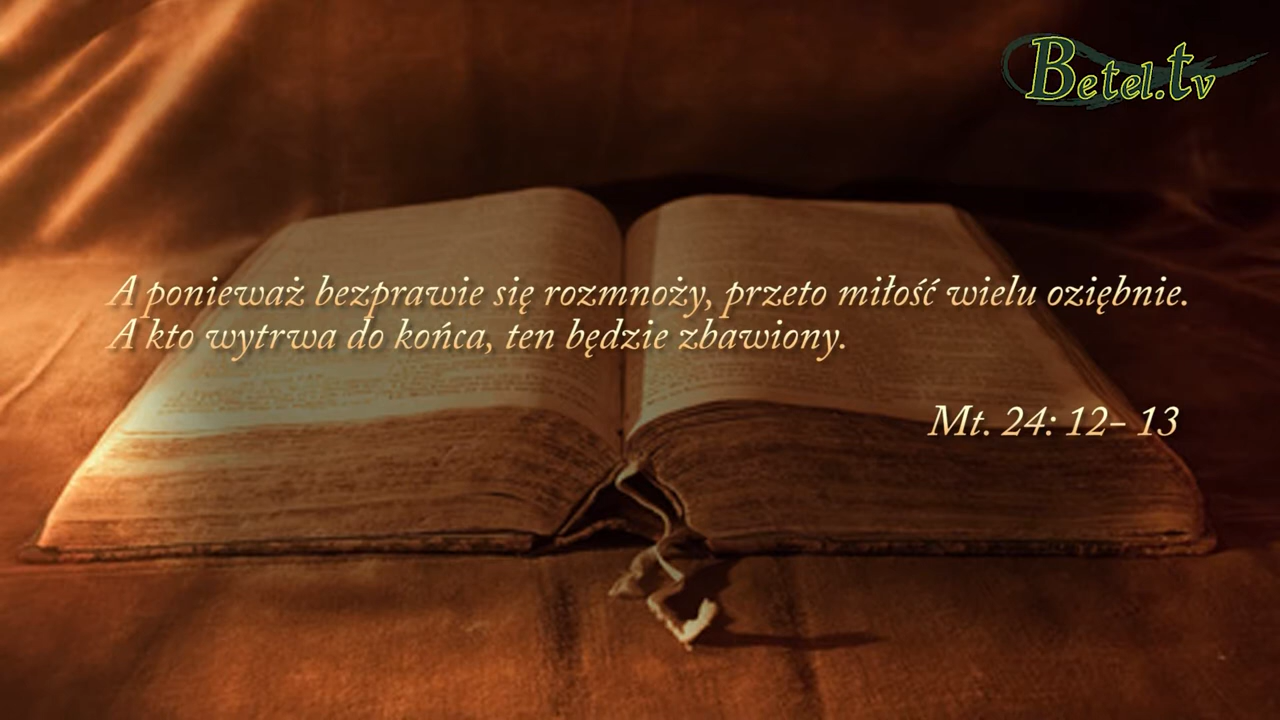 Betel.tv
A ponieważ bezprawie się rozmnoży, przeto miłość wielu oziębnie.
A kto wytrwa do końca, ten będzie zbawiony.
Mt. 24: 12- 13